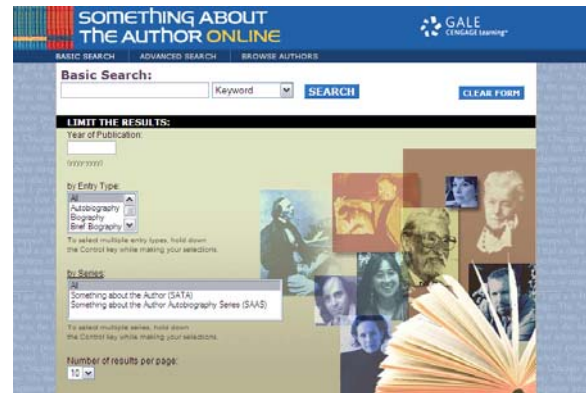 SOMETHING ABOUT
THE AUTHOR ONLINE
GALE
CENGAGE Learning
BASIC SEARCH
ADVANCED SEARCH
BROWSE AUTHORS
Basic Search:
Keyword
SEARCH
CLEAR FORM
LIMIT THE RESULTS:
Year of Publication:
by Entry Type:
All
Autobiography
Biography
Brief Biography
To select multiple entry types, hold down
the Control key while making your selections.
by Series:
All
Something about the Author (SATA)
Something about the Author Autobiography Series (SAAS)
To select multiple series, hold down
the Control key while making your selections.
Number of results per page:
10